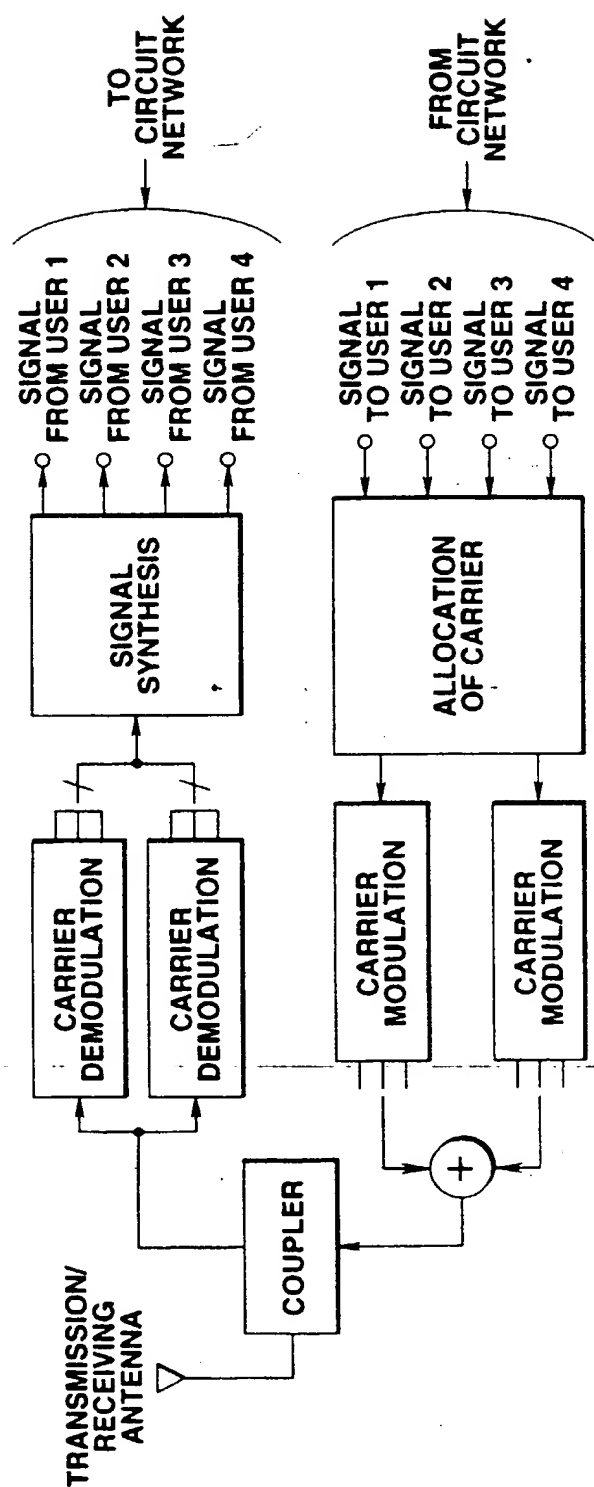 TRANSMISSION/
RECEIVING
ANTENNA
COUPLER
CARRIER
DEMODULATION
CARRIER
DEMODULATION
SIGNAL
SYNTHESIS
SIGNAL
FROM USER 1
SIGNAL
FROM USER 2
SIGNAL
FROM USER 3
SIGNAL
FROM USER 4
TO
CIRCUIT
NETWORK
+
CARRIER
MODULATION
CARRIER
MODULATION
ALLOCATION
OF CARRIER
SIGNAL
TO USER 1
SIGNAL
TO USER 2
SIGNAL
TO USER 3
SIGNAL
TO USER 4
FROM
CIRCUIT
NETWORK